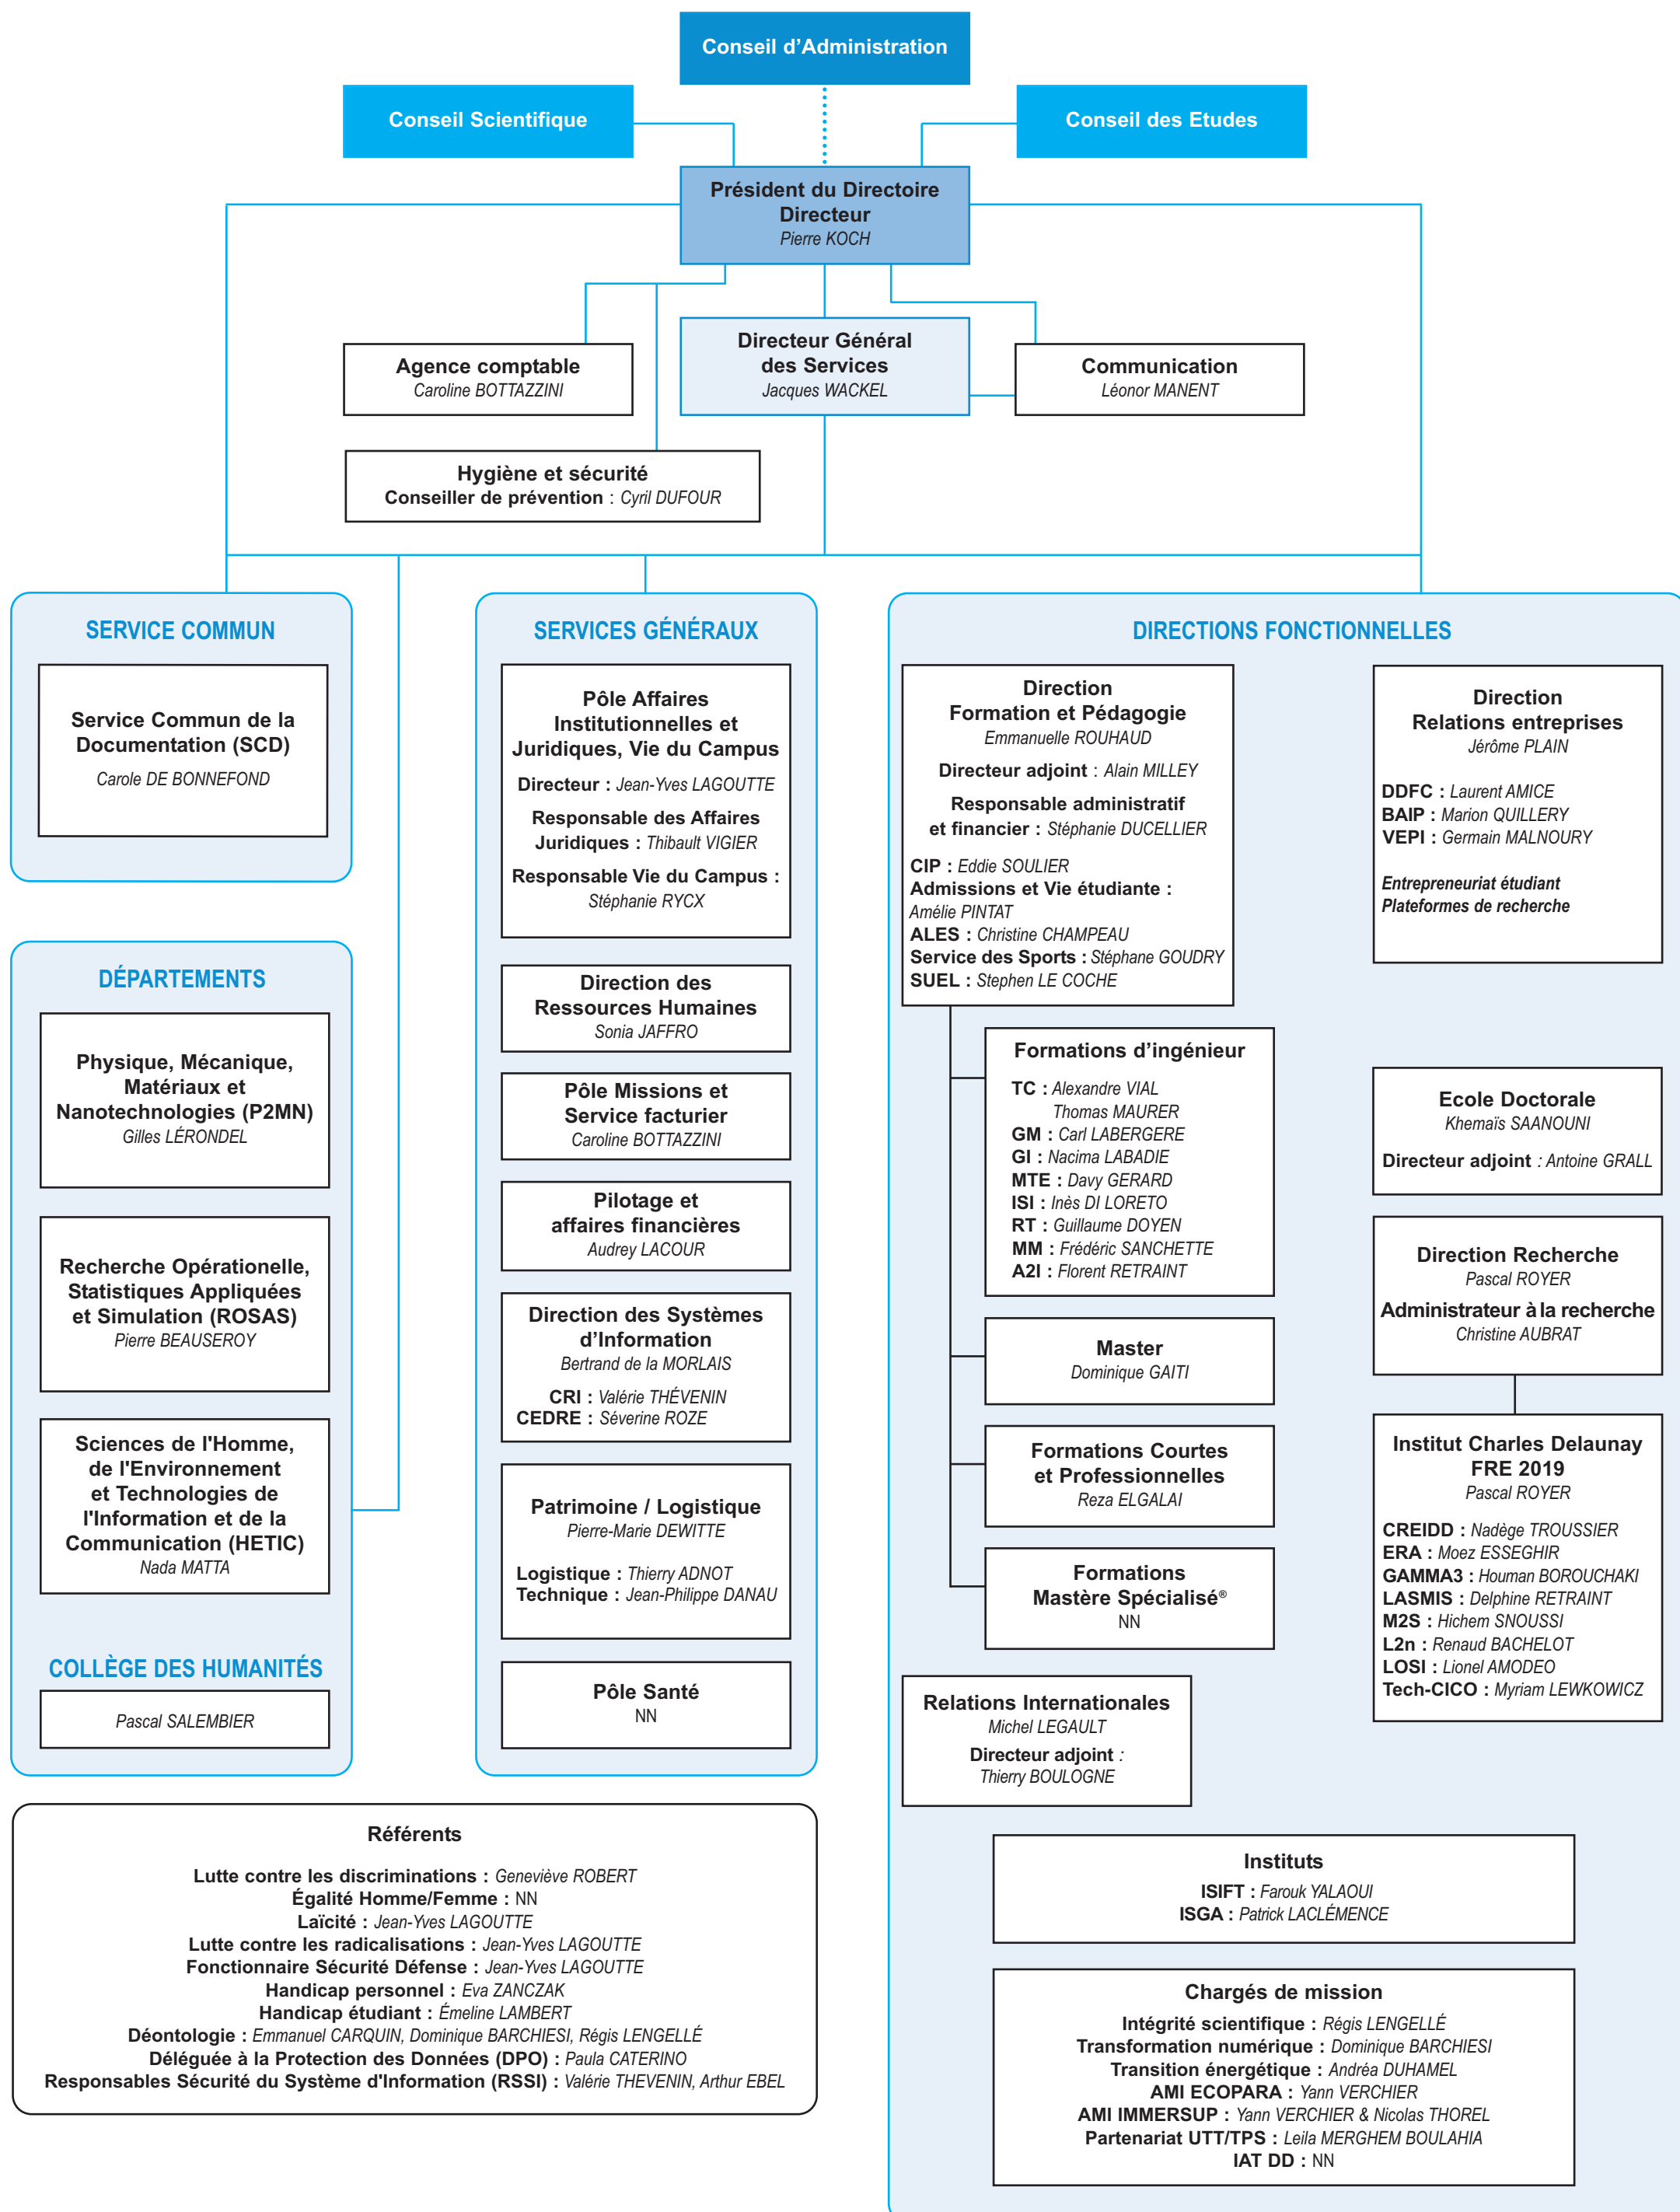 Conseil d’Administration
Conseil Scientifique
Conseil des Etudes
Président du Directoire
Directeur
Pierre KOCH
Directeur Général
des Services
Jacques WACKEL
Agence comptable
Caroline BOTTAZZINI
Communication
Léonor MANENT
Hygiène et sécurité
Conseiller de prévention : Cyril DUFOUR
SERVICE COMMUN
Service Commun de la
Documentation (SCD)
Carole DE BONNEFOND
DÉPARTEMENTS
Physique, Mécanique,
Matériaux et
Nanotechnologies (P2MN)
Gilles LÉRONDEL
Recherche Opérationelle,
Statistiques Appliquées
et Simulation (ROSAS)
Pierre BEAUSEROY
Sciences de l'Homme,
de l'Environnement
et Technologies de
l'Information et de la
Communication (HETIC)
Nada MATTA
COLLÈGE DES HUMANITÉS
Pascal SALEMBIER
SERVICES GÉNÉRAUX
Pôle Affaires
Institutionnelles et
Juridiques, Vie du Campus
Directeur : Jean-Yves LAGOUTTE
Responsable des Affaires
Juridiques : Thibault VIGIER
Responsable Vie du Campus :
Stéphanie RYCX
Direction des
Ressources Humaines
Sonia JAFFRO
Pôle Missions et
Service facturier
Caroline BOTTAZZINI
Pilotage et
affaires financières
Audrey LACOUR
Direction des Systèmes
d’Information
Bertrand de la MORLAIS
CRI : Valérie THÉVENIN
CEDRE : Séverine ROZE
Patrimoine / Logistique
Pierre-Marie DEWITTE
Logistique : Thierry ADNOT
Technique : Jean-Philippe DANAU
Pôle Santé
NN
DIRECTIONS FONCTIONNELLES
Direction
Formation et Pédagogie
Emmanuelle ROUHAUD
Directeur adjoint : Alain MILLEY
Responsable administratif
et financier : Stéphanie DUCELLIER
CIP : Eddie SOULIER
Admissions et Vie étudiante :
Amélie PINTAT
ALES : Christine CHAMPEAU
Service des Sports : Stéphane GOUDRY
SUEL : Stephen LE COCHE
Formations d’ingénieur
TC : Alexandre VIAL
Thomas MAURER
GM : Carl LABERGERE
GI : Nacima LABADIE
MTE : Davy GERARD
ISI : Inès DI LORETO
RT : Guillaume DOYEN
MM : Frédéric SANCHETTE
A2I : Florent RETRAINT
Master
Dominique GAITI
Formations Courtes
et Professionnelles
Reza ELGALAI
Formations
Mastère Spécialisé®
NN
Relations Internationales
Michel LEGAULT
Directeur adjoint :
Thierry BOULOGNE
Direction
Relations entreprises
Jérôme PLAIN
DDFC : Laurent AMICE
BAIP : Marion QUILLERY
VEPI : Germain MALNOURY
Entrepreneuriat étudiant
Plateformes de recherche
Ecole Doctorale
Khemaïs SAANOUNI
Directeur adjoint : Antoine GRALL
Direction Recherche
Pascal ROYER
Administrateur à la recherche
Christine AUBRAT
Institut Charles Delaunay
FRE 2019
Pascal ROYER
CREIDD : Nadège TROUSSIER
ERA : Moez ESSEGHIR
GAMMA3 : Houman BOROUCHAKI
LASMIS : Delphine RETRAINT
M2S : Hichem SNOUSSI
L2n : Renaud BACHELOT
LOSI : Lionel AMODEO
Tech-CICO : Myriam LEWKOWICZ
Instituts
ISIFT : Farouk YALAOUI
ISGA : Patrick LACLÉMENCE
Chargés de mission
Intégrité scientifique : Régis LENGELLÉ
Transformation numérique : Dominique BARCHIESI
Transition énergétique : Andréa DUHAMEL
AMI ECOPARA : Yann VERCHIER
AMI IMMERSUP : Yann VERCHIER & Nicolas THOREL
Partenariat UTT/TPS : Leila MERGHEM BOULAHIA
IAT DD : NN
Référents
Lutte contre les discriminations : Geneviève ROBERT
Égalité Homme/Femme : NN
Laïcité : Jean-Yves LAGOUTTE
Lutte contre les radicalisations : Jean-Yves LAGOUTTE
Fonctionnaire Sécurité Défense : Jean-Yves LAGOUTTE
Handicap personnel : Eva ZANCZAK
Handicap étudiant : Émeline LAMBERT
Déontologie : Emmanuel CARQUIN, Dominique BARCHIESI, Régis LENGELLÉ
Déléguée à la Protection des Données (DPO) : Paula CATERINO
Responsables Sécurité du Système d'Information (RSSI) : Valérie THEVENIN, Arthur EBEL